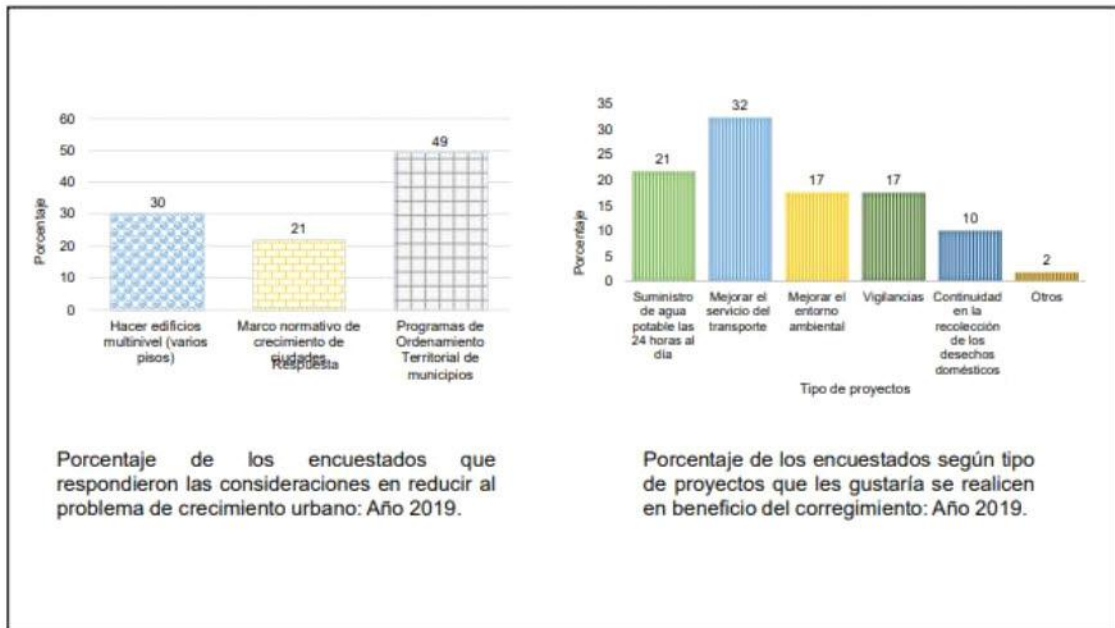 60
50
40
30
20
10
0
Porcentaje
30
21
49
Hacer edificios
multinivel (varios
pisos)
Marco normativo de
crecimiento de
ciudades
Programas de
Ordenamiento
Territorial de
municipios
Respuesta
Porcentaje de los encuestados que
respondieron las consideraciones en reducir al
problema de crecimiento urbano: Año 2019.
35
30
25
20
15
10
5
0
Porcentaje
21
32
17
17
10
2
Suministro
de agua
potable las
24 horas al
día
Mejorar el
servicio del
transporte
Mejorar el
entorno
ambiental
Vigilancias
Continuidad
en la
recolección
de los
desechos
domésticos
Otros
Tipo de proyectos
Porcentaje de los encuestados según tipo
de proyectos que les gustaría se realicen
en beneficio del corregimiento: Año 2019.